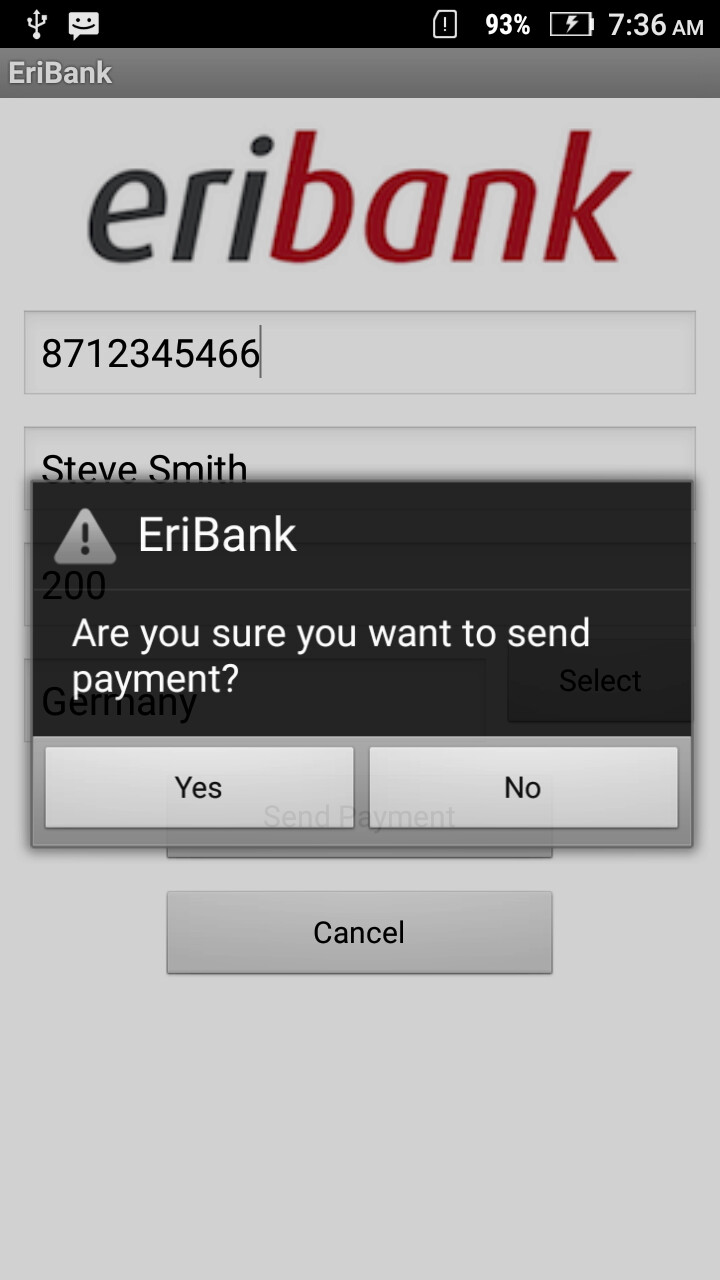 93% 7:36 AM
EriBank
eribank
8712345466
Steve Smith
EriBank
200
Are you sure you want to send
payment?
Select
Germany
Yes
No
Send Payment
Cancel